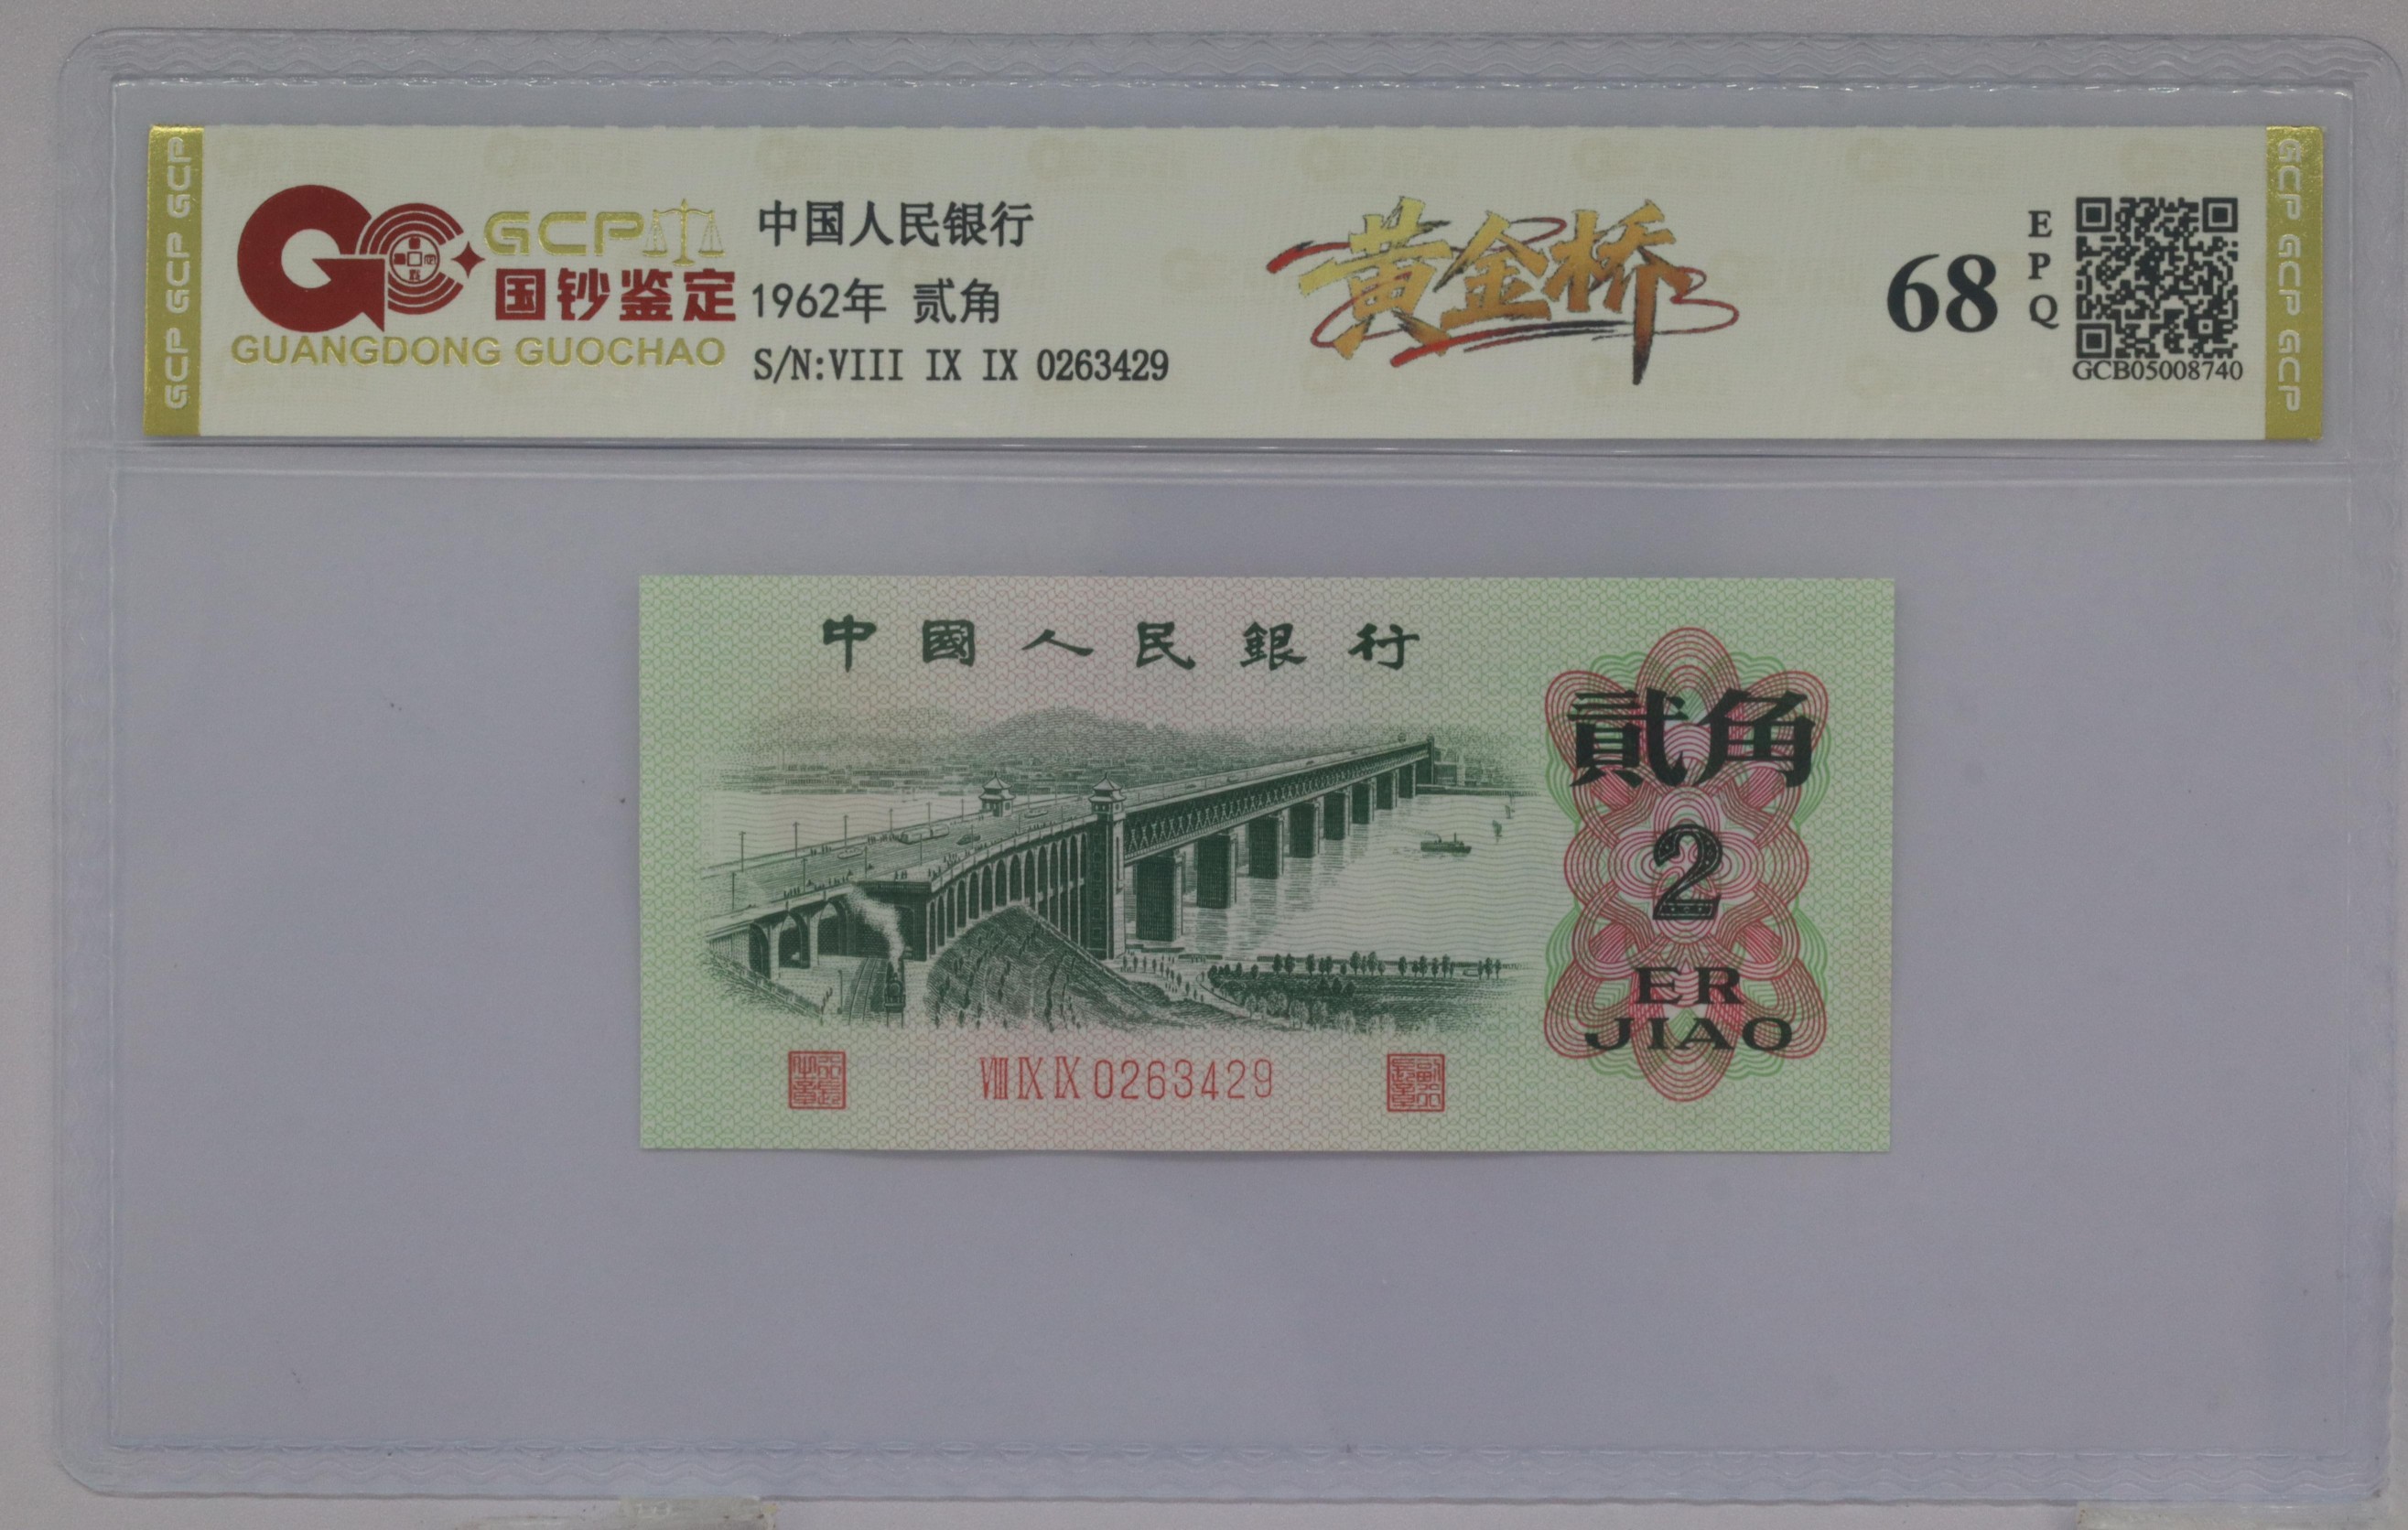 GCP GCP GCP
GCP
国钞鉴定
GUANGDONG GUOCHAO
中国人民银行
1962年 贰角
S/N:VIII IX IX 0263429
黄金桥
68
EPQ
GCB05008740
GCP GCP GCP
中國人民銀行
貳角
2
ER
JIAO
VIII IX IX 0263429